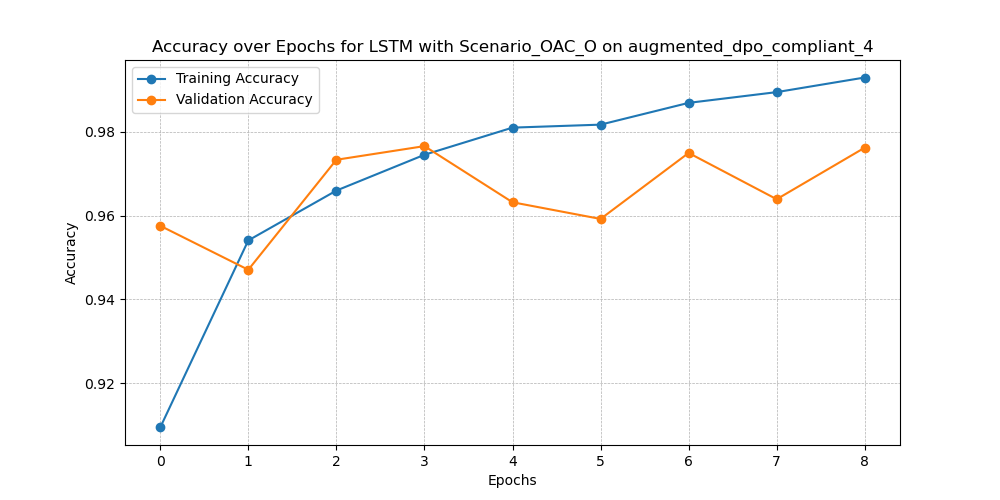 Accuracy over Epochs for LSTM with Scenario_OAC_O on augmented_dpo_compliant_4
Training Accuracy
Validation Accuracy
0.98
0.96
0.94
0.92
Accuracy
0 1 2 3 4 5 6 7 8
Epochs